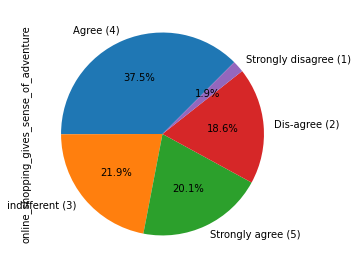 Agree (4)
Strongly disagree (1)
37.5%
1.9%
18.6%
Dis-agree (2)
21.9%
20.1%
indifferent (3)
Strongly agree (5)
online_shopping_gives_sense_of_adventure